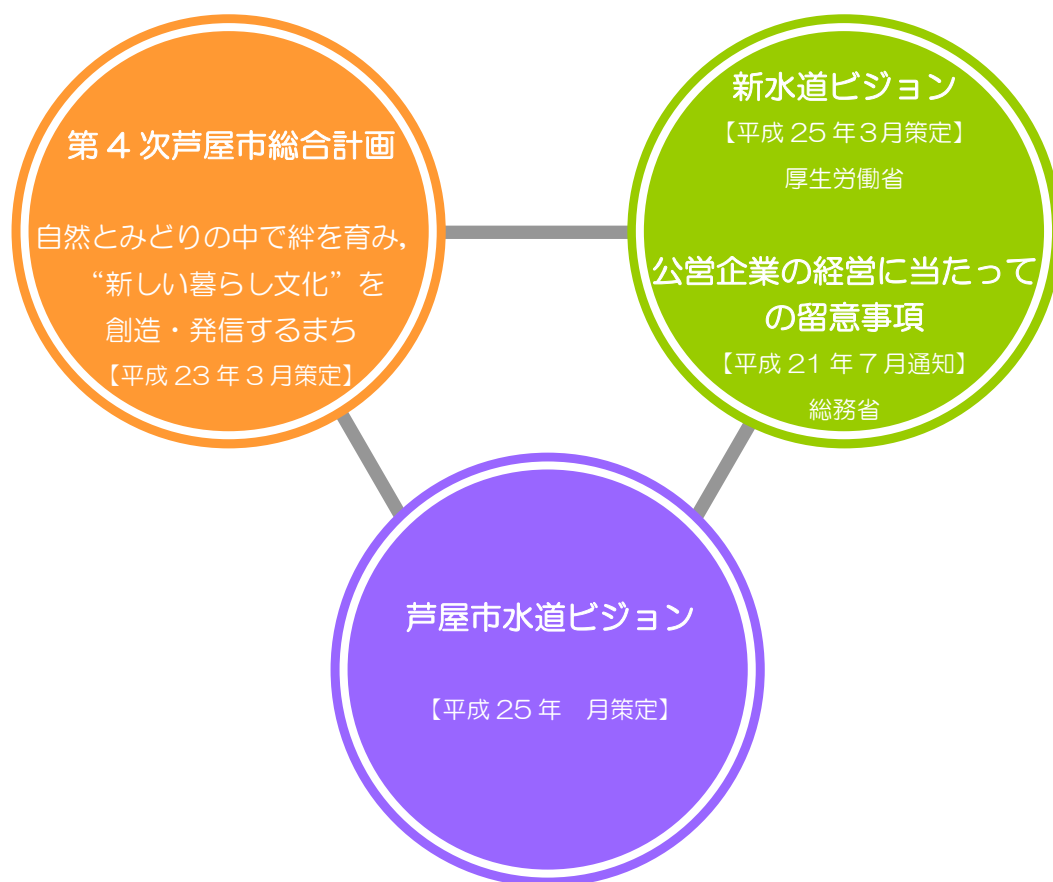 第4次芦屋市総合計画
自然とみどりの中で絆を育み,
“新しい暮らし文化”を
創造・発信するまち
【平成23年3月策定】
新水道ビジョン
【平成25年3月策定】
厚生労働省
公営企業の経営に当たって
の留意事項
【平成21年7月通知】
総務省
芦屋市水道ビジョン
【平成25年　月策定】